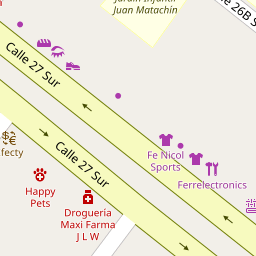 Jardín Infantil
Juan Matachín
Calle 26B S
Calle 27 Sur
Fe Nicol
Sports
Ferrelectronics
Calle 27 Sur
fecty
Happy
Pets
Droguería
Maxi Farma
J L W